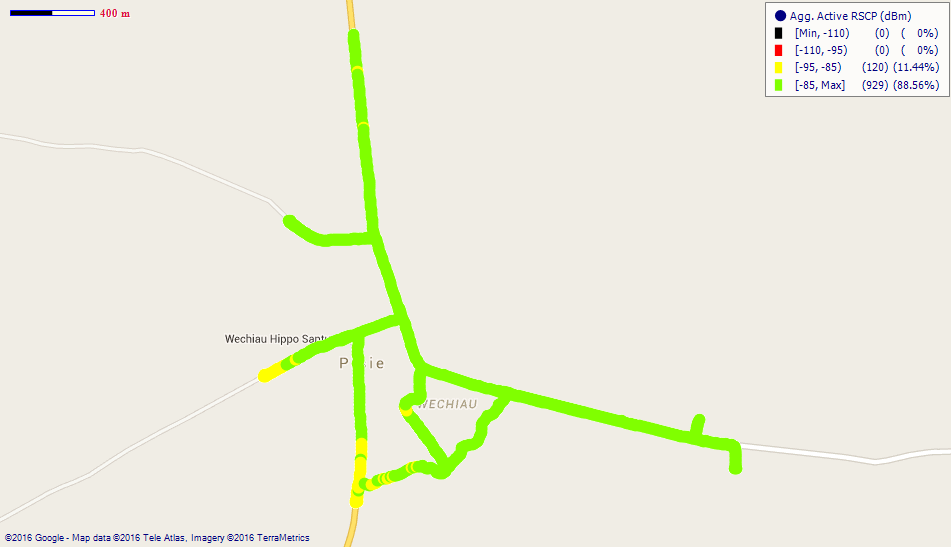 400 m
Agg. Active RSCP (dBm)
[Min, -110) (0) ( 0%)
[-110, -95) (0) ( 0%)
[-95, -85) (120) (11.44%)
[-85, Max] (929) (88.56%)
Wechiau Hippo
WECHIAU
©2016 Google - Map data ©2016 Tele Atlas, Imagery ©2016 TerraMetrics